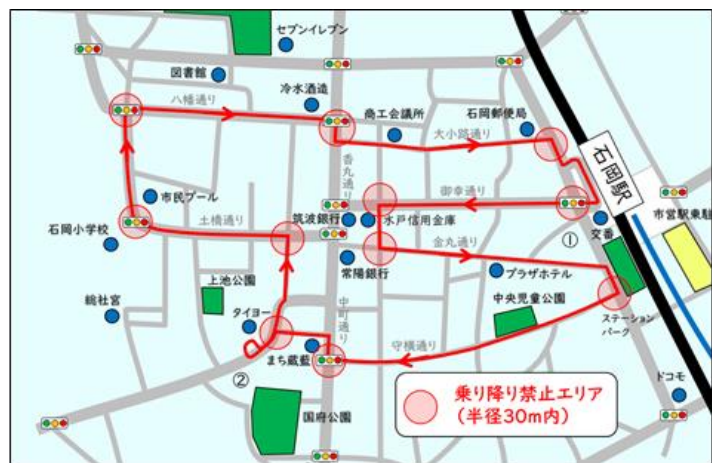 セブンイレブン
図書館
冷水酒造
八幡通り
商工会議所
石岡郵便局
大小路通り
石岡駅
香丸通り
御幸通り
市民プール
土橋通り
筑波銀行
水戸信用金庫
市営駅東駐
石岡小学校
①
交番
金丸通り
上池公園
常陽銀行
プラザホテル
総社宮
タイヨー
中町通り
中央児童公園
ステーション
パーク
守横通り
まち蔵藍
②
ドコモ
国府公園
乗り降り禁止エリア
(半径30m内)